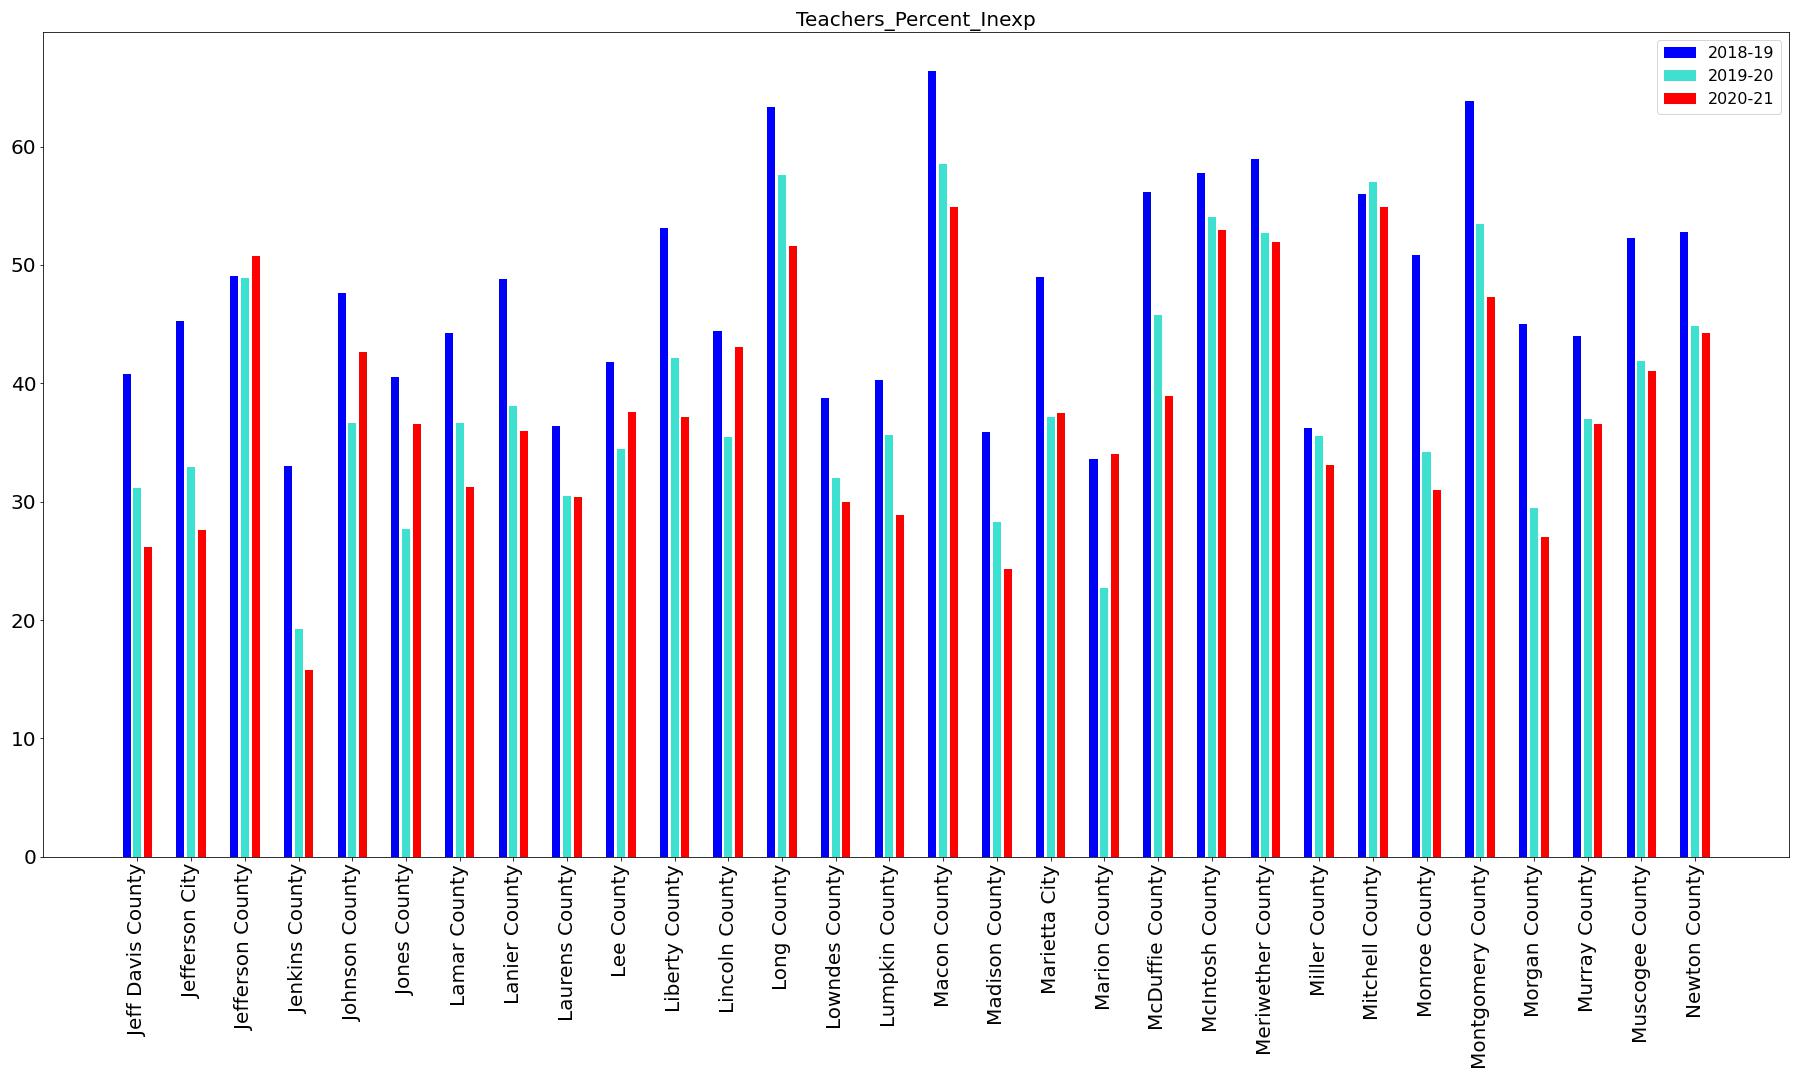 Teachers_Percent_Inexp
2018-19
2019-20
2020-21
60
50
40
30
20
10
0
Jeff Davis County
Jefferson City
Jefferson County
Jenkins County
Johnson County
Jones County
Lamar County
Lanier County
Laurens County
Lee County
Liberty County
Lincoln County
Long County
Lowndes County
Lumpkin County
Macon County
Madison County
Marietta City
Marion County
McDuffie County
McIntosh County
Meriwether County
Miller County
Mitchell County
Monroe County
Montgomery County
Morgan County
Murray County
Muscogee County
Newton County